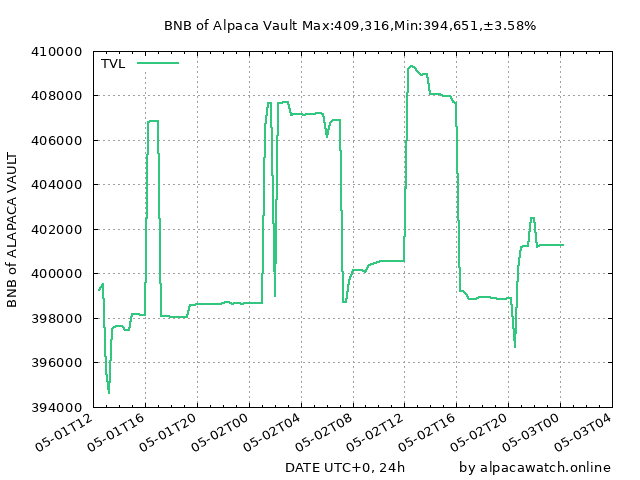 BNB of Alpaca Vault Max:409,316,Min:394,651,±3.58%
TVL
410000
408000
406000
404000
402000
400000
398000
396000
394000
BNB of ALAPACA VAULT
05-01T12
05-01T16
05-01T20
05-02T00
05-02T04
05-02T08
05-02T12
05-02T16
05-02T20
05-03T00
05-03T04
DATE UTC+0, 24h
by alpacawatch.online